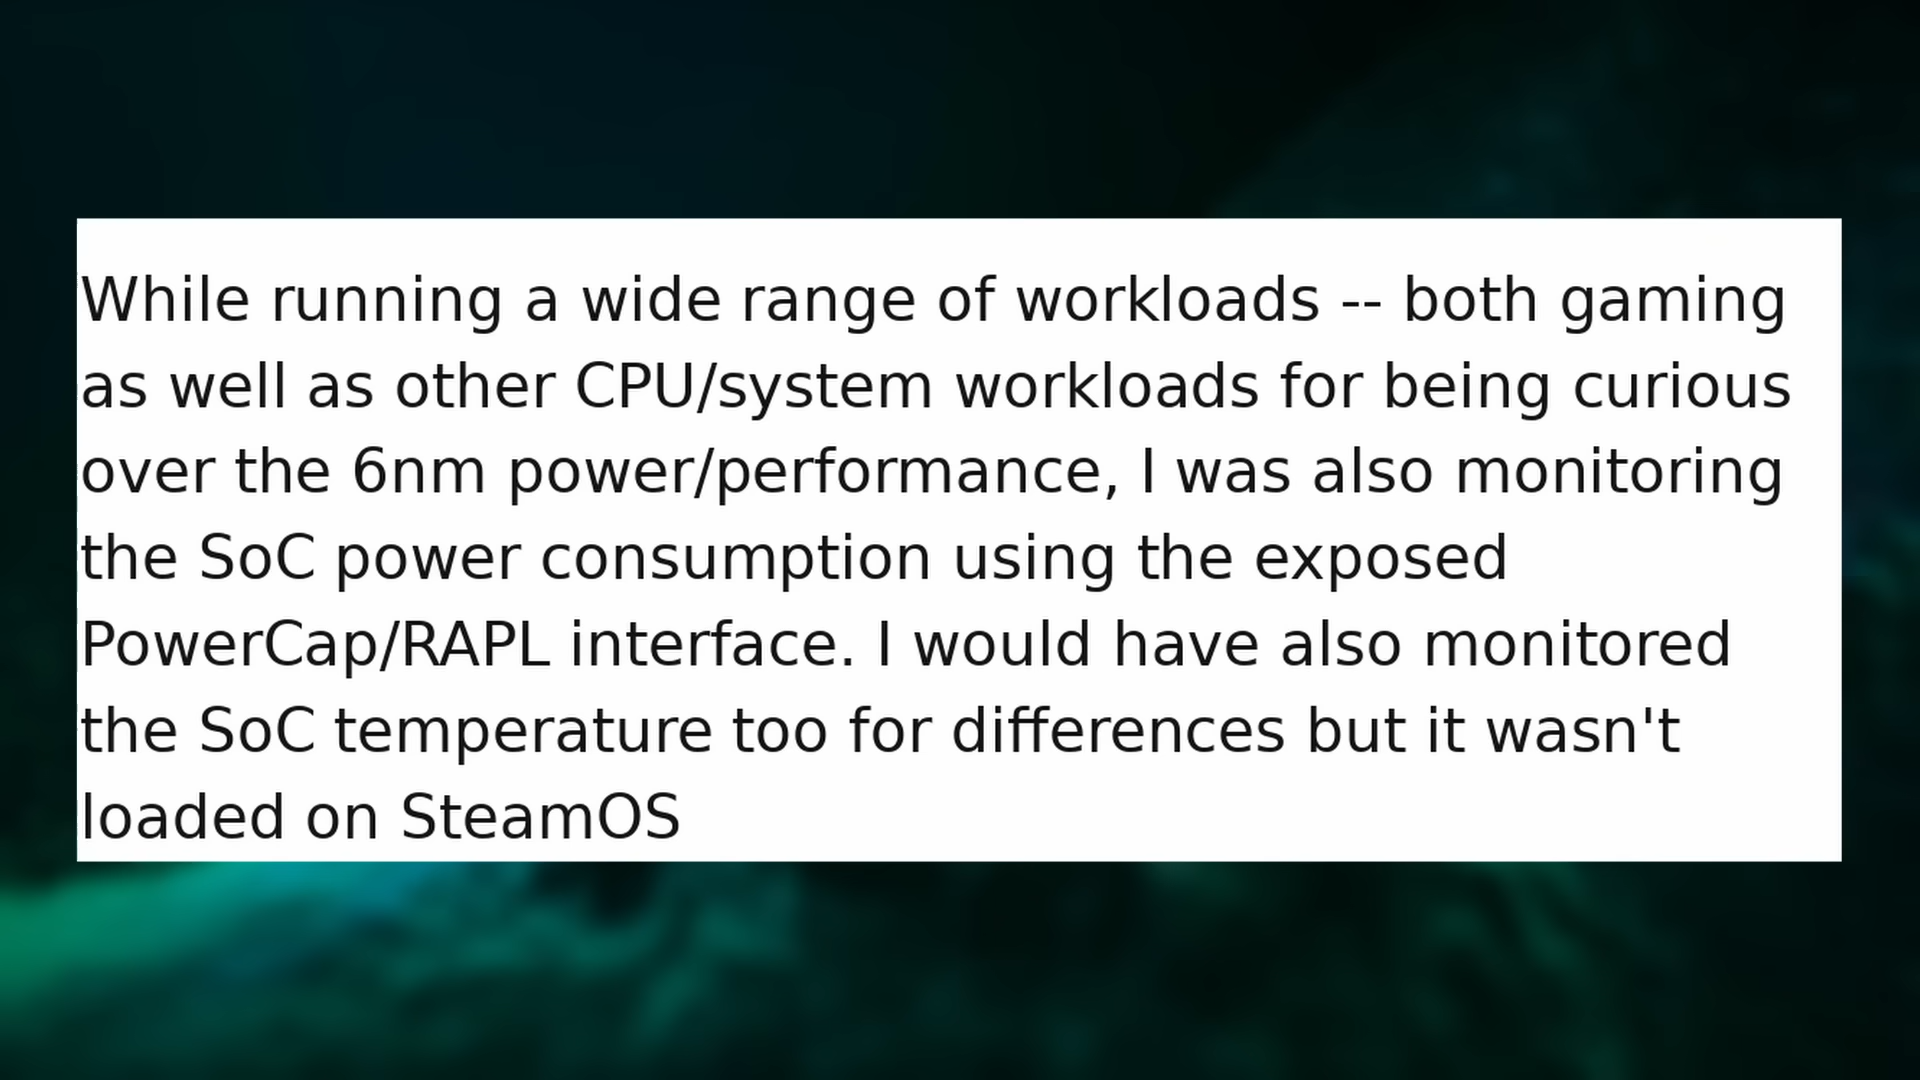 While running a wide range of workloads -- both gaming
as well as other CPU/system workloads for being curious
over the 6nm power/performance, I was also monitoring
the SoC power consumption using the exposed
PowerCap/RAPL interface. I would have also monitored
the SoC temperature too for differences but it wasn't
loaded on SteamOS